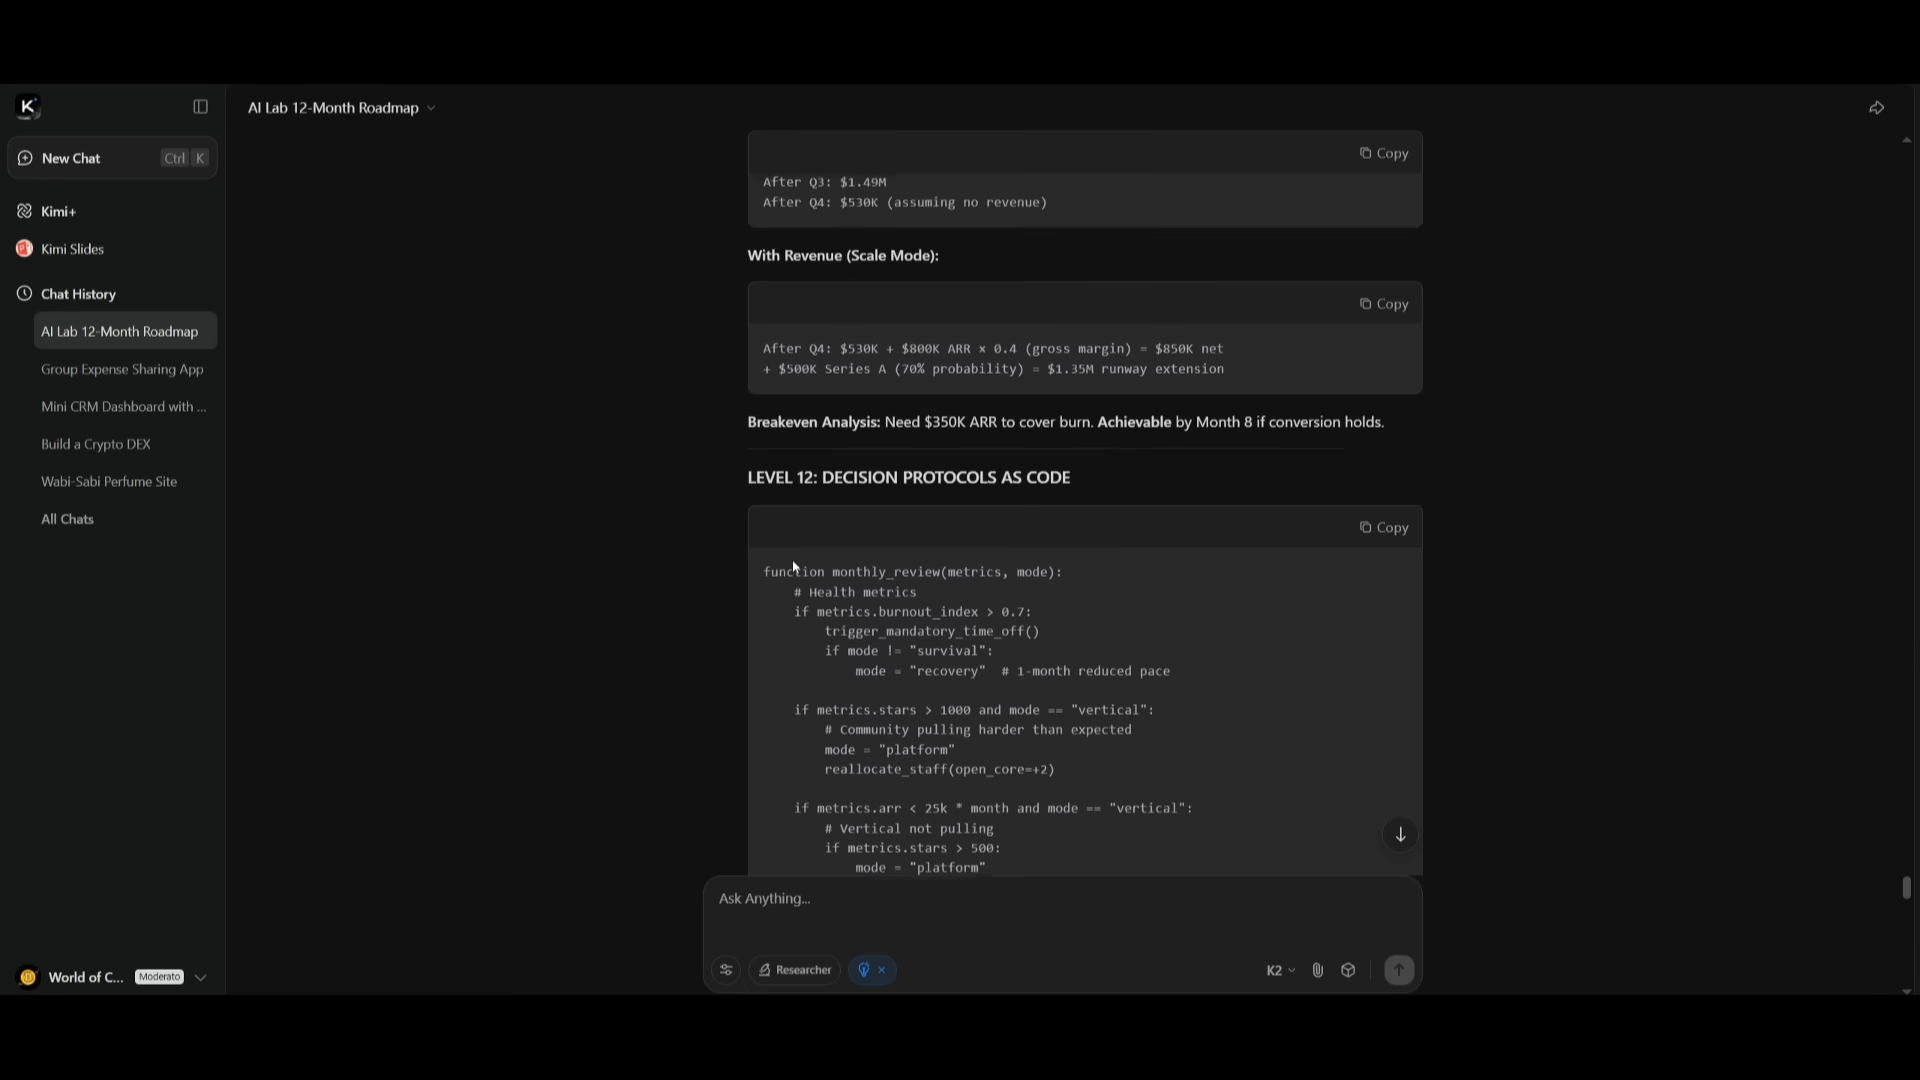 K
New Chat Ctrl K
Kimi+
Kimi Slides
Chat History
AI Lab 12-Month Roadmap
Group Expense Sharing App
Mini CRM Dashboard with ...
Build a Crypto DEX
Wabi-Sabi Perfume Site
All Chats
World of C... Moderato
AI Lab 12-Month Roadmap
Copy
After Q3: $1.49M
After Q4: $530K (assuming no revenue)
With Revenue (Scale Mode):
Copy
After Q4: $530K + $800K ARR × 0.4 (gross margin) = $850K net
+ $500K Series A (70% probability) = $1.35M runway extension
Breakeven Analysis: Need $350K ARR to cover burn. Achievable by Month 8 if conversion holds.
LEVEL 12: DECISION PROTOCOLS AS CODE
Copy
function monthly_review(metrics, mode):
# Health metrics
if metrics.burnout_index > 0.7:
trigger_mandatory_time_off()
if mode != "survival":
mode = "recovery" # 1-month reduced pace
if metrics.stars > 1000 and mode == "vertical":
# Community pulling harder than expected
mode = "platform"
reallocate_staff(open_core=+2)
if metrics.arr < 25k * month and mode == "vertical":
# Vertical not pulling
if metrics.stars > 500:
mode = "platform"
Ask Anything...
Researcher
K2